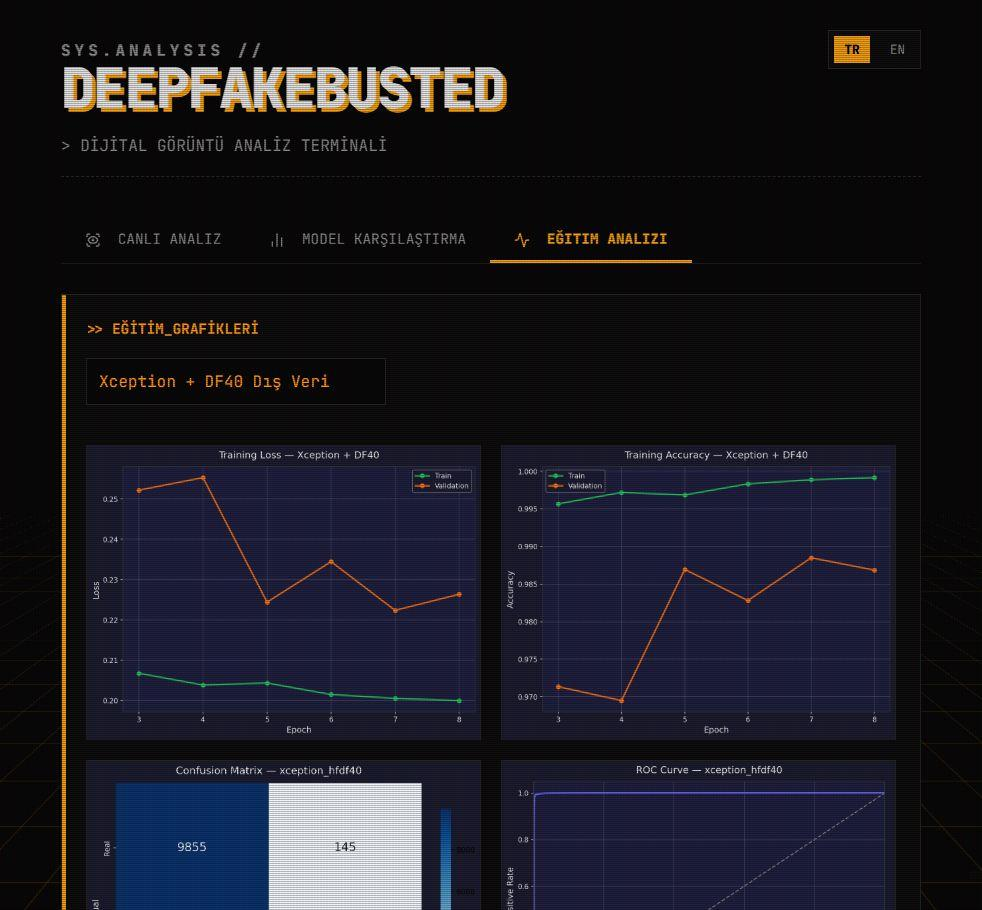 SYS.ANALYSIS //
TR EN
DEEPFAKEBUSTED
> DİJİTAL GÖRÜNTÜ ANALİZ TERMİNALİ
CANLI ANALIZ
MODEL KARŞILAŞTIRMA
EĞITIM ANALIZI
>> EĞİTİM_GRAFİKLERİ
Xception + DF40 Dış Veri
Training Loss — Xception + DF40
Train
Validation
0.25
0.24
0.23
0.22
0.21
0.20
Loss
3 4 5 6 7 8
Epoch
Training Accuracy — Xception + DF40
Train
Validation
1.000
0.995
0.990
0.985
0.980
0.975
0.970
Accuracy
3 4 5 6 7 8
Epoch
Confusion Matrix — xception_hfdf40
Real
9855 145
ROC Curve — xception_hfdf40
1.0
0.8
0.6
Rate